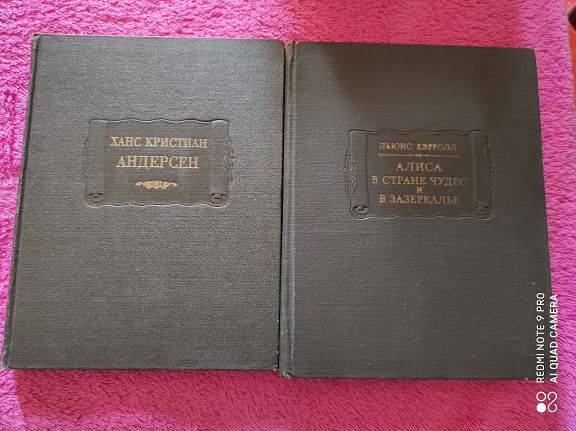 ХАНС КРИСТИАН
АНДЕРСЕН
ЛЬЮИС КЭРРОЛЛ
АЛИСА
В СТРАНЕ ЧУДЕС
И
В ЗАЗЕРКАЛЬЕ
REDMI NOTE 9 PRO
AI QUAD CAMERA